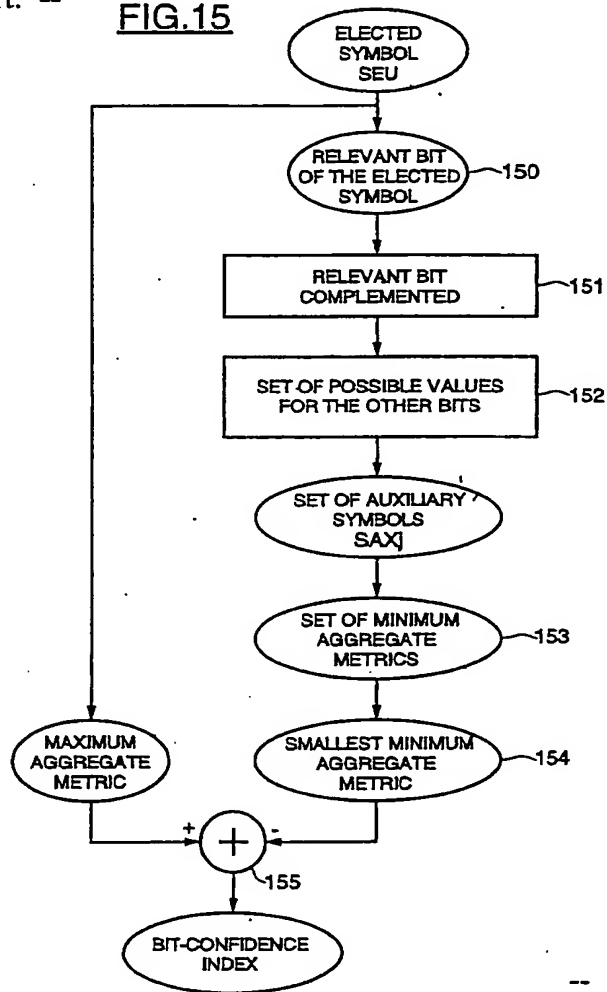 FIG.15
ELECTED
SYMBOL
SEU
RELEVANT BIT
OF THE ELECTED
SYMBOL
150
RELEVANT BIT
COMPLEMENTED
151
SET OF POSSIBLE VALUES
FOR THE OTHER BITS
152
SET OF AUXILIARY
SYMBOLS
SAXj
SET OF MINIMUM
AGGREGATE
METRICS
153
MAXIMUM
AGGREGATE
METRIC
SMALLEST MINIMUM
AGGREGATE
METRIC
154
+ + -
155
BIT-CONFIDENCE
INDEX